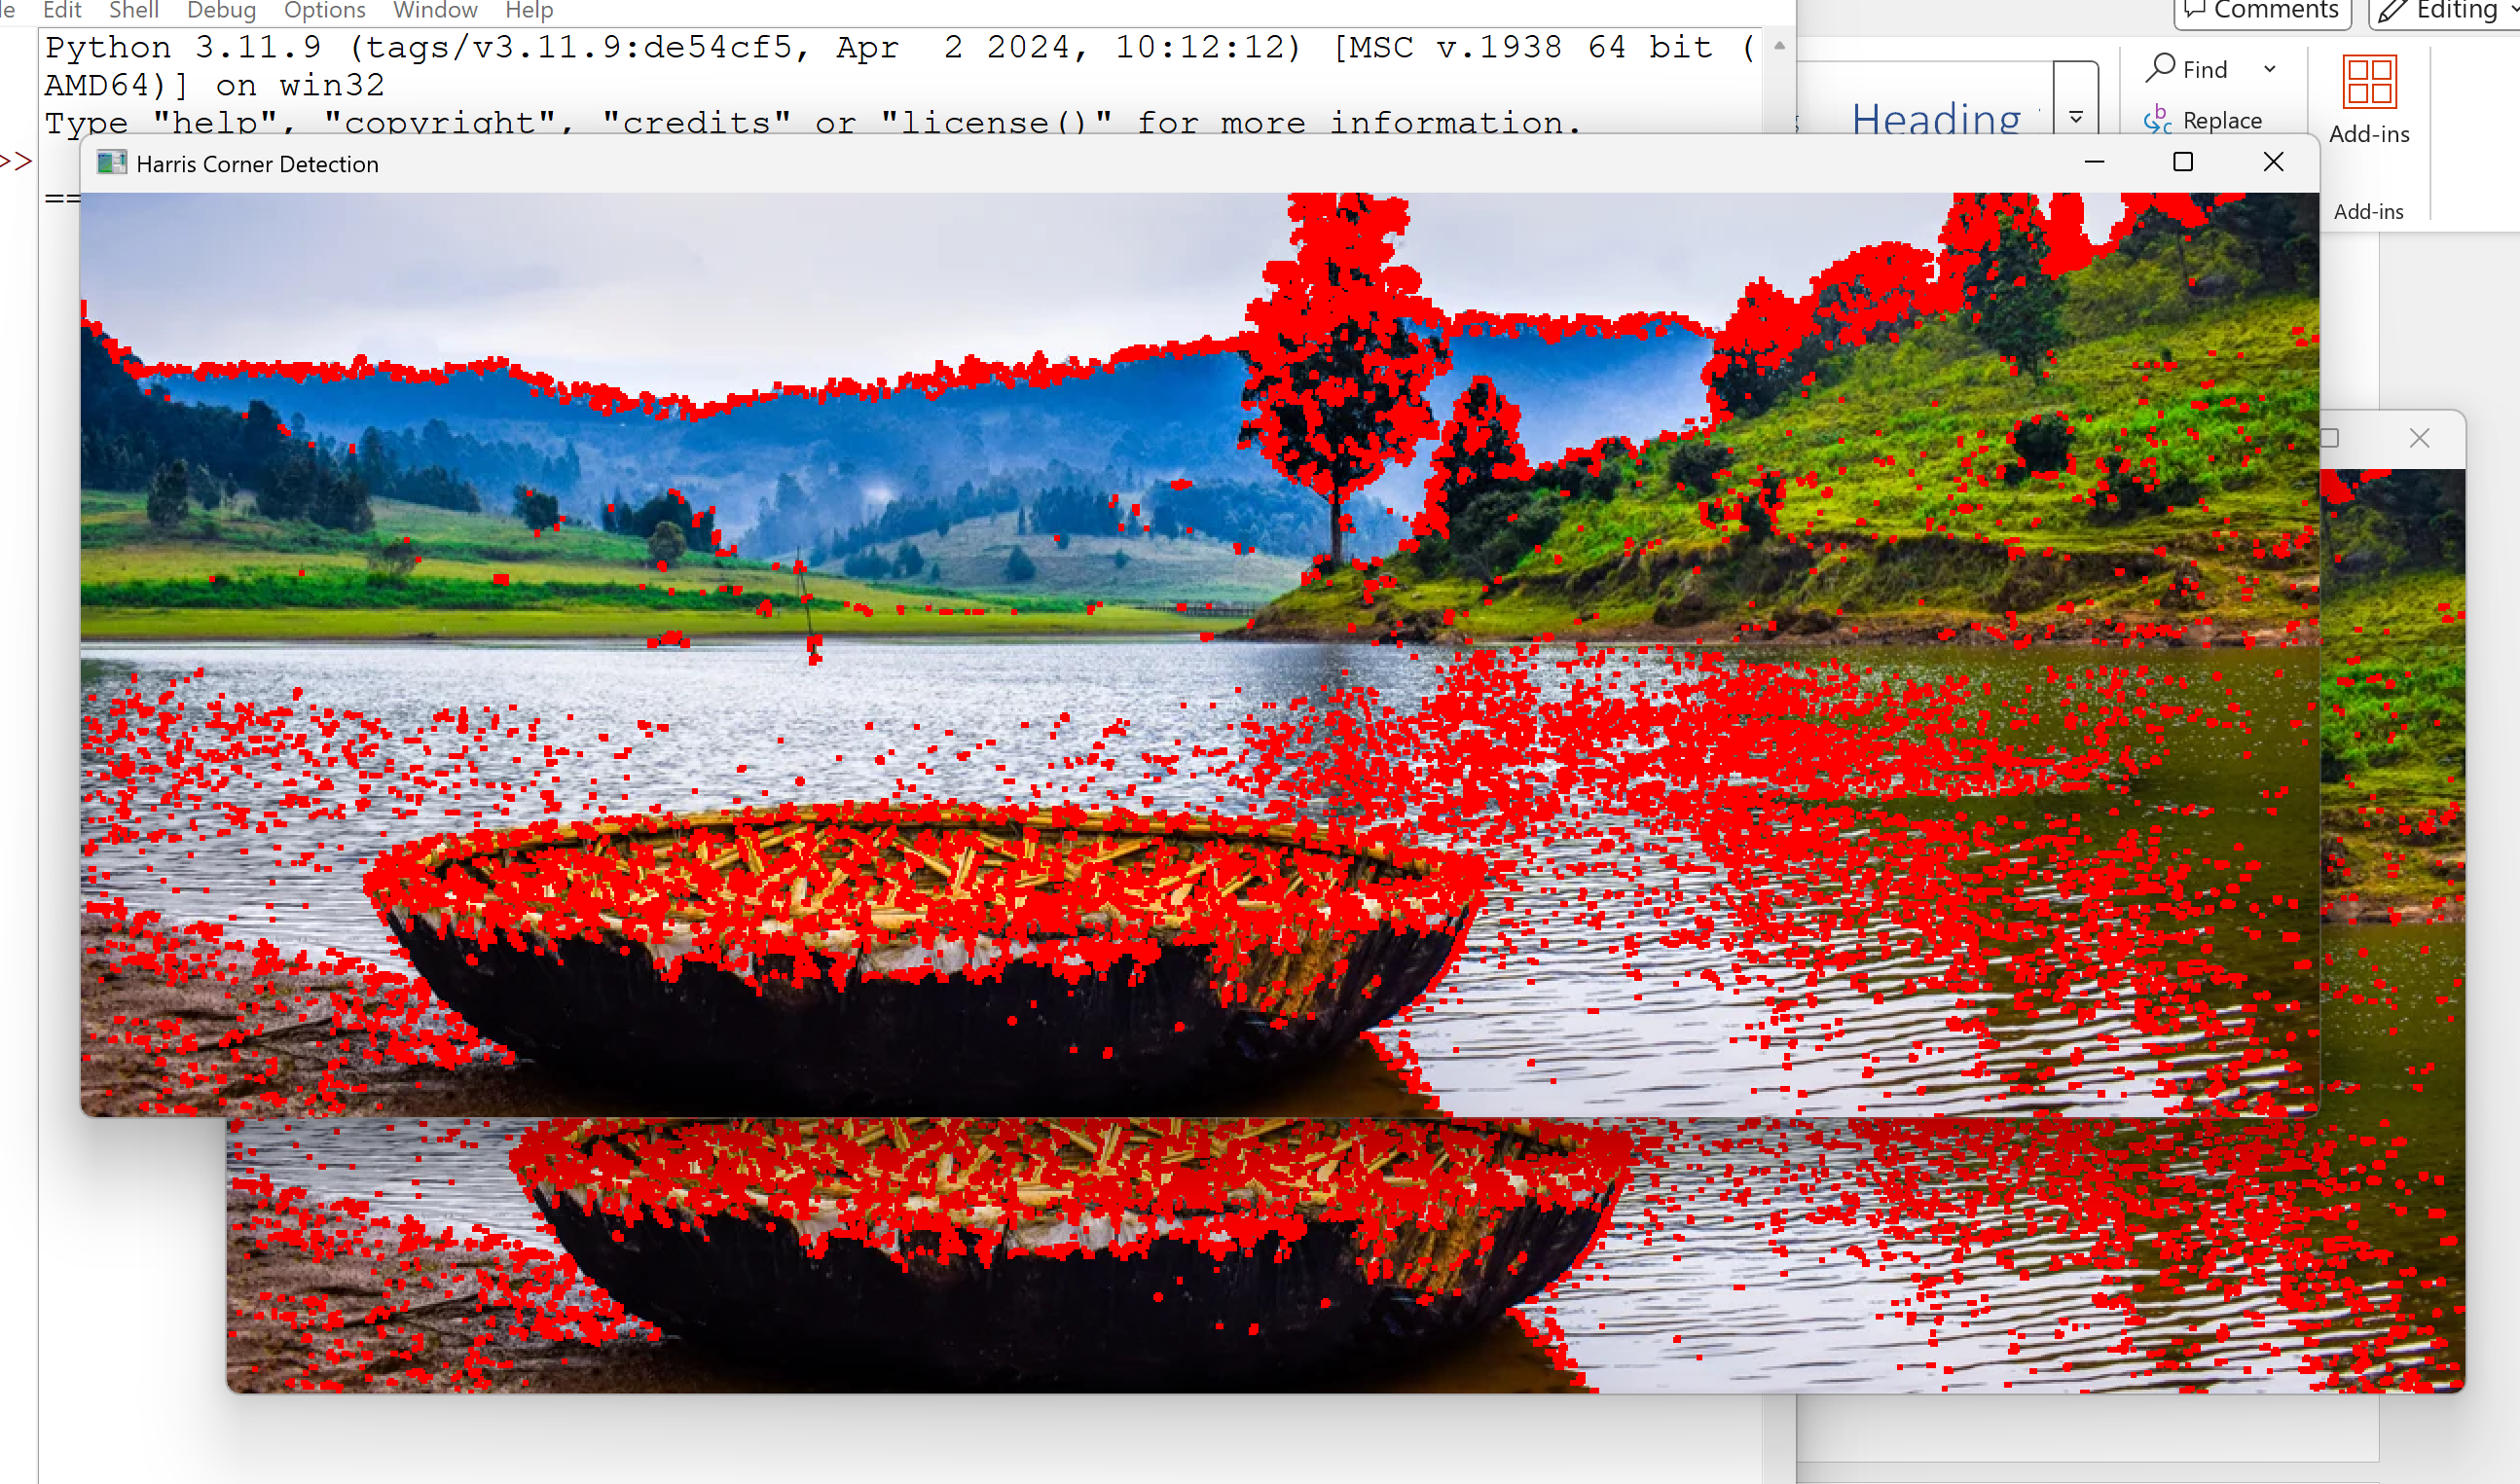 Edit Shell Debug Options Window Help
Comments
Editing
Python 3.11.9 (tags/v3.11.9:de54cf5, Apr  2 2024, 10:12:12) [MSC v.1938 64 bit (
AMD64)] on win32
Type "help", "copyright", "credits" or "license()" for more information.
>>
==
Find
Heading
Replace
Add-ins
Add-ins
Harris Corner Detection